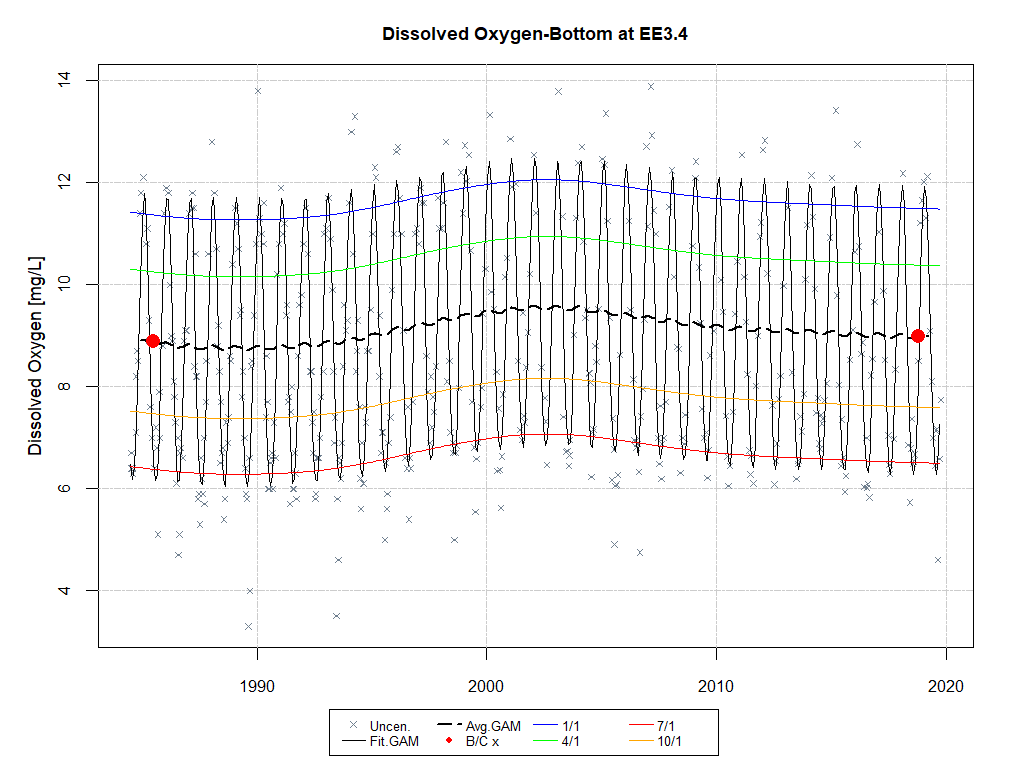 Dissolved Oxygen-Bottom at EE3.4
Dissolved Oxygen [mg/L]
14
12
10
8
6
4
1990 2000 2010 2020
Uncen. Avg.GAM 1/1 7/1
Fit.GAM B/C x 4/1 10/1